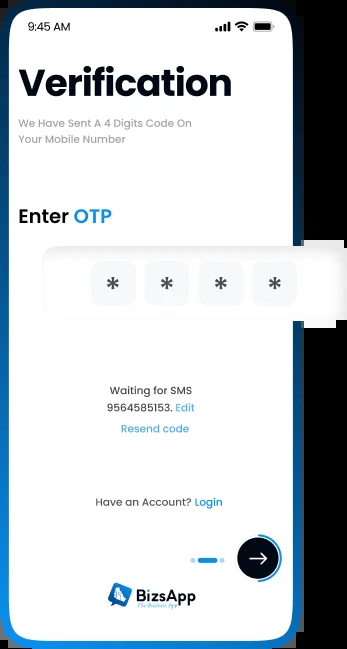 9:45 AM
Verification
We Have Sent A 4 Digits Code On
Your Mobile Number
Enter OTP
* * * *
Waiting for SMS
9564585153. Edit
Resend code
Have an Account? Login
BizsApp
The Business App